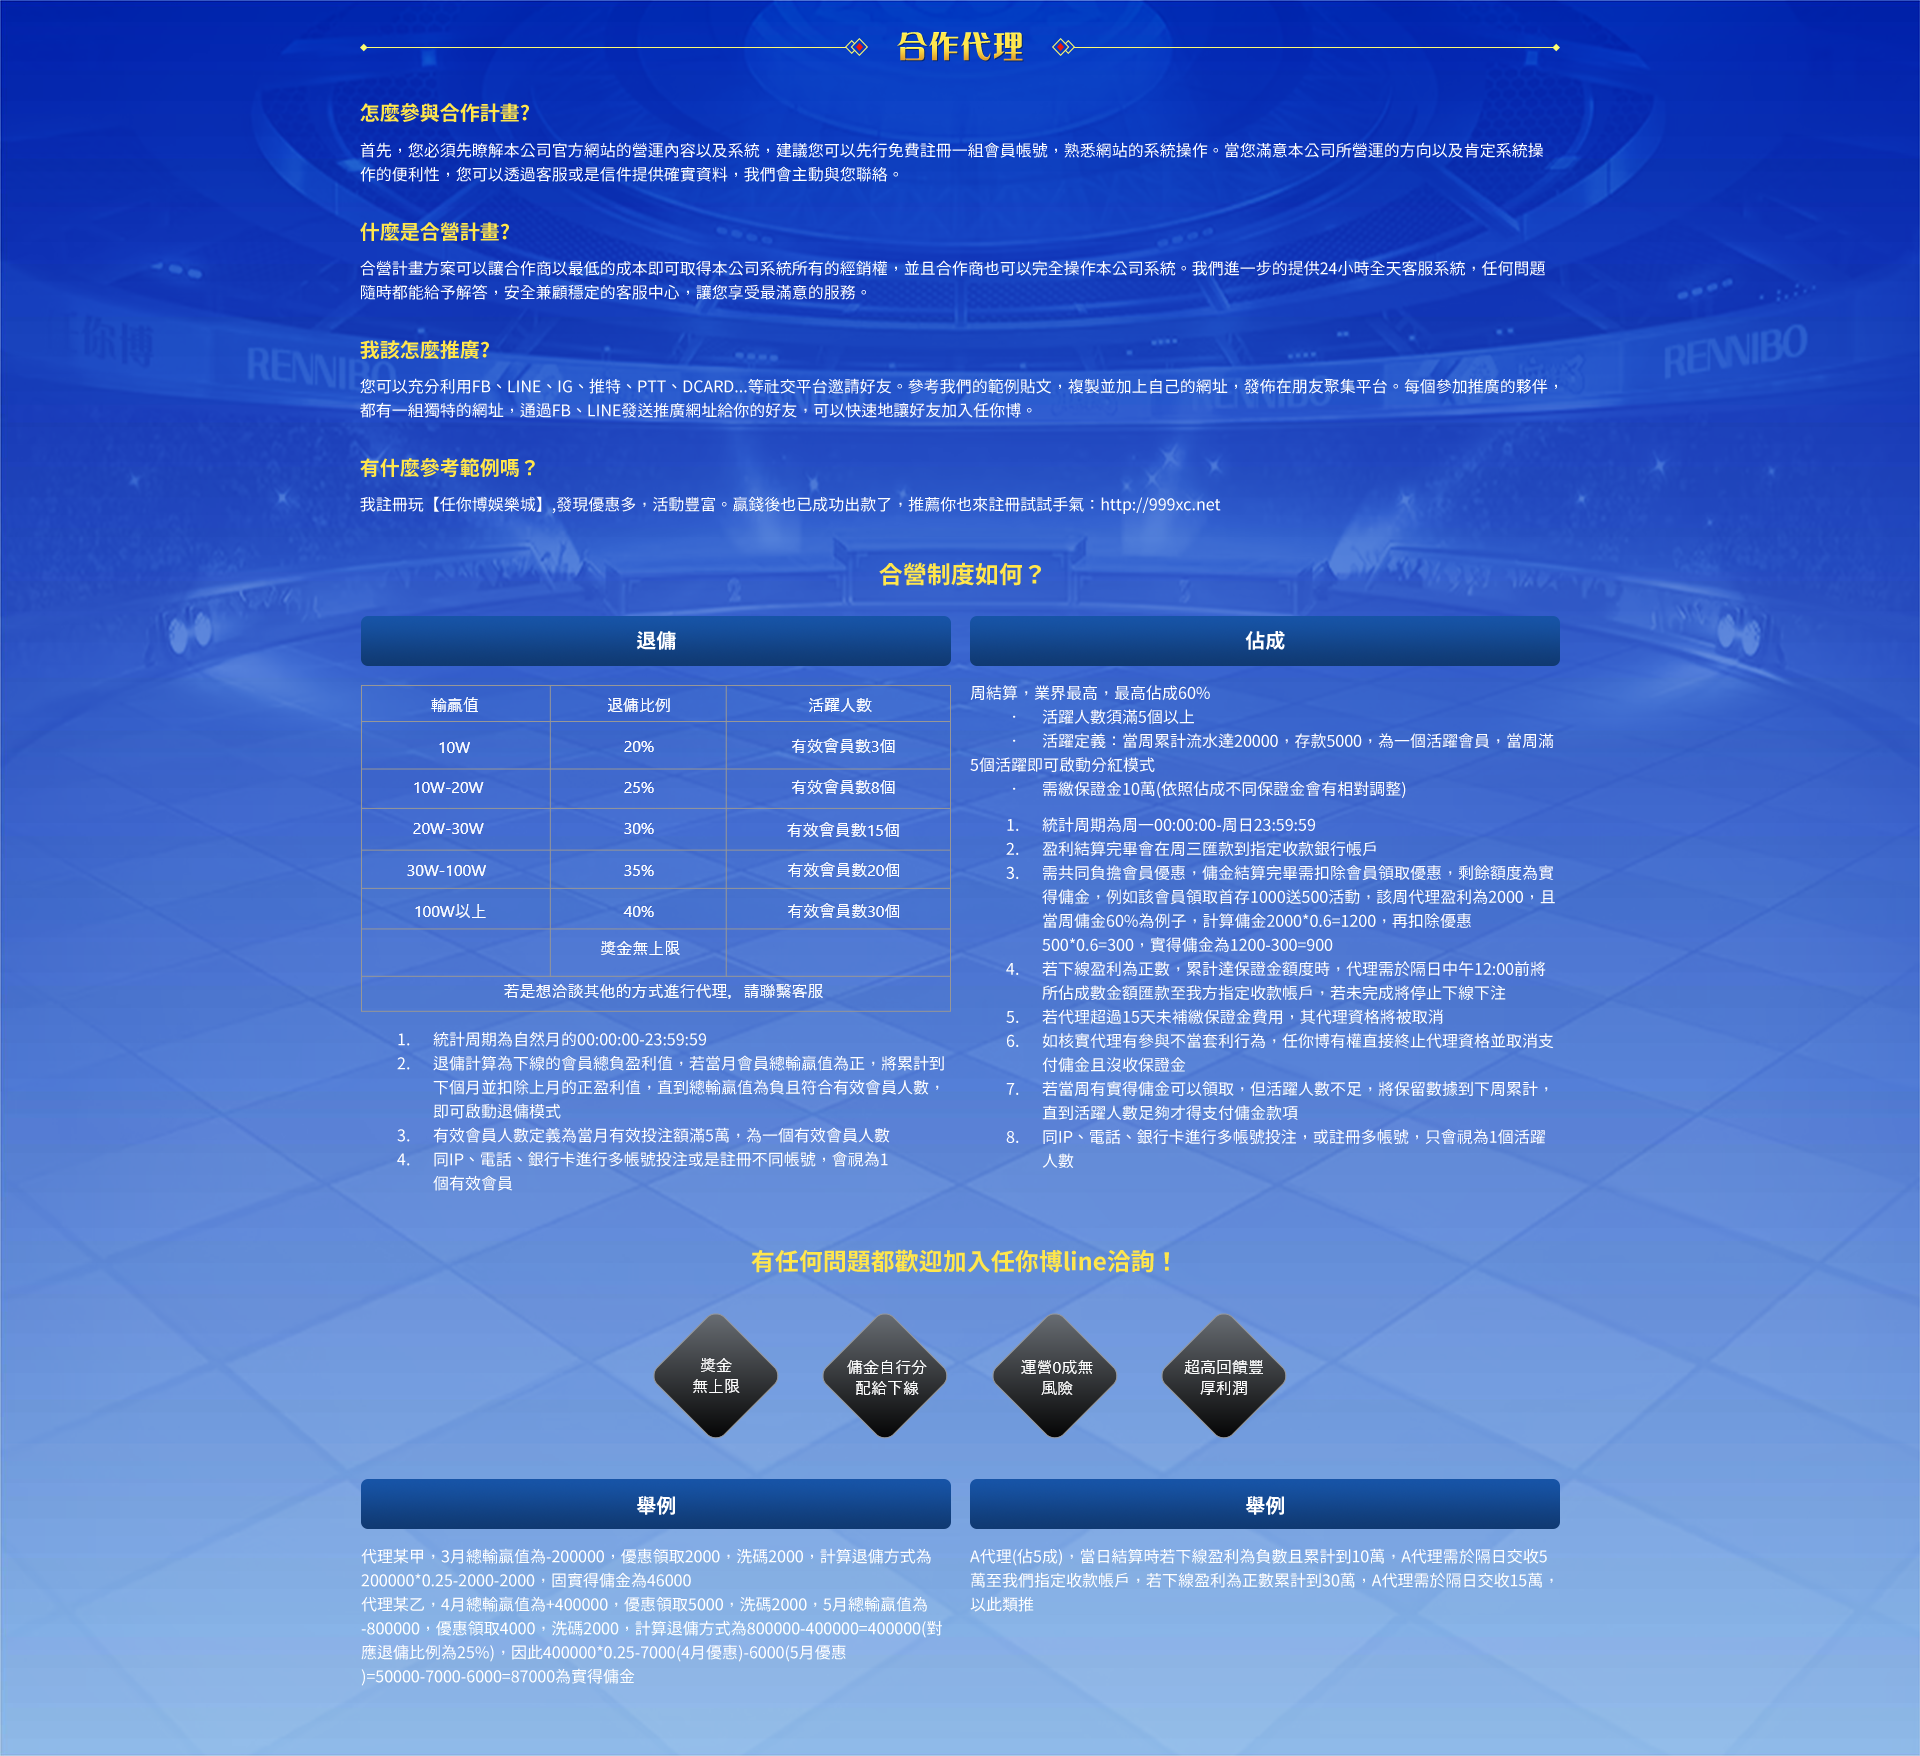 合作代理
怎麼參與合作計畫?
首先，您必須先瞭解本公司官方網站的營運內容以及系統，建議您可以先行免費註冊一組會員帳號，熟悉網站的系統操作。當您滿意本公司所營運的方向以及肯定系統操
作的便利性，您可以透過客服或是信件提供確實資料，我們會主動與您聯絡。
什麼是合營計畫?
合營計畫方案可以讓合作商以最低的成本即可取得本公司系統所有的經銷權，並且合作商也可以完全操作本公司系統。我們進一步的提供24小時全天客服系統，任何問題
隨時都能給予解答，安全兼顧穩定的客服中心，讓您享受最滿意的服務。
任你博
RENNIBO
RENNIBO
我該怎麼推廣?
您可以充分利用FB、LINE、IG、推特、PTT、DCARD...等社交平台邀請好友。參考我們的範例貼文，複製並加上自己的網址，發佈在朋友聚集平台。每個參加推廣的夥伴，
都有一組獨特的網址，通過FB、LINE發送推廣網址給你的好友，可以快速地讓好友加入任你博。
有什麼參考範例嗎？
我註冊玩【任你博娛樂城】,發現優惠多，活動豐富。贏錢後也已成功出款了，推薦你也來註冊試試手氣：http://999xc.net
合營制度如何？
退傭
輸贏值 退傭比例 活躍人數
10W 20% 有效會員數3個
10W-20W 25% 有效會員數8個
20W-30W 30% 有效會員數15個
30W-100W 35% 有效會員數20個
100W以上 40% 有效會員數30個
獎金無上限
若是想洽談其他的方式進行代理，請聯繫客服
1. 統計周期為自然月的00:00:00-23:59:59
2. 退傭計算為下線的會員總負盈利值，若當月會員總輸贏值為正，將累計到
下個月並扣除上月的正盈利值，直到總輸贏值為負且符合有效會員人數，
即可啟動退傭模式
3. 有效會員人數定義為當月有效投注額滿5萬，為一個有效會員人數
4. 同IP、電話、銀行卡進行多帳號投注或是註冊不同帳號，會視為1
個有效會員
佔成
周結算，業界最高，最高佔成60%
· 活躍人數須滿5個以上
· 活躍定義：當周累計流水達20000，存款5000，為一個活躍會員，當周滿
5個活躍即可啟動分紅模式
· 需繳保證金10萬(依照佔成不同保證金會有相對調整)
1. 統計周期為周一00:00:00-周日23:59:59
2. 盈利結算完畢會在周三匯款到指定收款銀行帳戶
3. 需共同負擔會員優惠，傭金結算完畢需扣除會員領取優惠，剩餘額度為實
得傭金，例如該會員領取首存1000送500活動，該周代理盈利為2000，且
當周傭金60%為例子，計算傭金2000*0.6=1200，再扣除優惠
500*0.6=300，實得傭金為1200-300=900
4. 若下線盈利為正數，累計達保證金額度時，代理需於隔日中午12:00前將
所佔成數金額匯款至我方指定收款帳戶，若未完成將停止下線下注
5. 若代理超過15天未補繳保證金費用，其代理資格將被取消
6. 如核實代理有參與不當套利行為，任你博有權直接終止代理資格並取消支
付傭金且沒收保證金
7. 若當周有實得傭金可以領取，但活躍人數不足，將保留數據到下周累計，
直到活躍人數足夠才得支付傭金款項
8. 同IP、電話、銀行卡進行多帳號投注，或註冊多帳號，只會視為1個活躍
人數
有任何問題都歡迎加入任你博line洽詢！
獎金
無上限
傭金自行分
配給下線
運營0成無
風險
超高回饋豐
厚利潤
舉例
代理某甲，3月總輸贏值為-200000，優惠領取2000，洗碼2000，計算退傭方式為
200000*0.25-2000-2000，固實得傭金為46000
代理某乙，4月總輸贏值為+400000，優惠領取5000，洗碼2000，5月總輸贏值為
-800000，優惠領取4000，洗碼2000，計算退傭方式為800000-400000=400000(對
應退傭比例為25%)，因此400000*0.25-7000(4月優惠)-6000(5月優惠
)=50000-7000-6000=87000為實得傭金
舉例
A代理(佔5成)，當日結算時若下線盈利為負數且累計到10萬，A代理需於隔日交收5
萬至我們指定收款帳戶，若下線盈利為正數累計到30萬，A代理需於隔日交收15萬，
以此類推